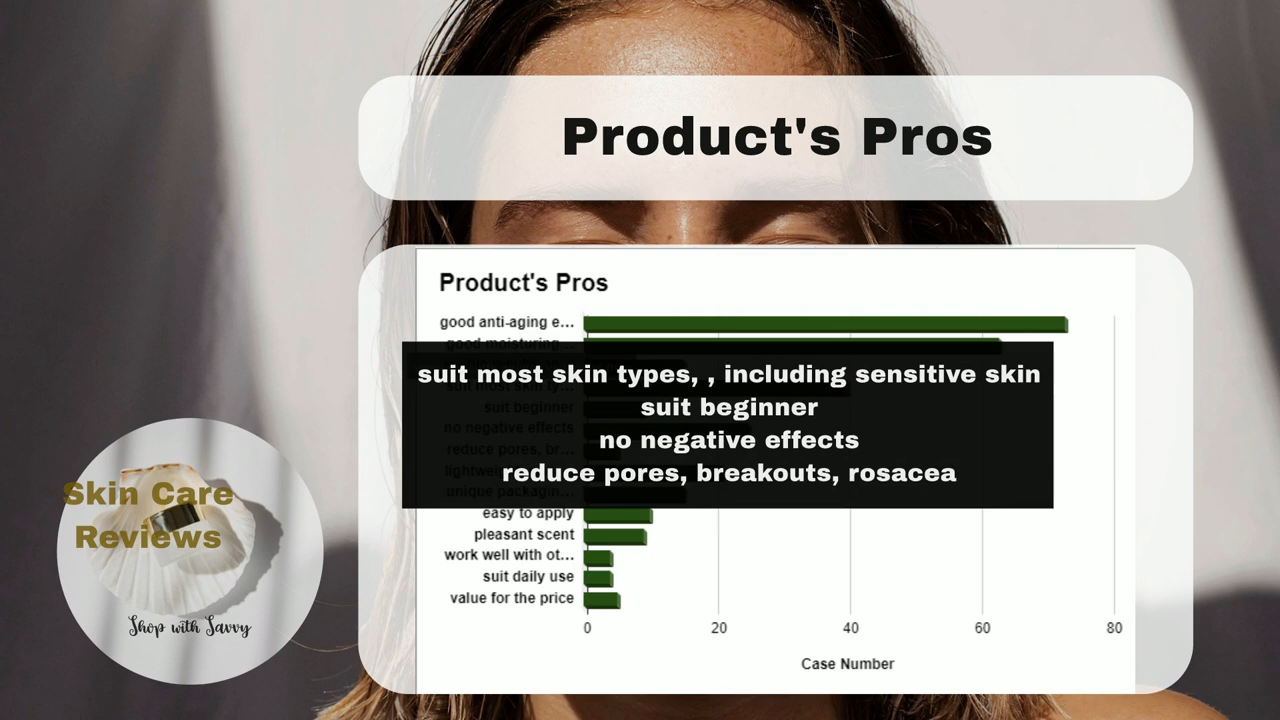 Product's Pros
Product's Pros
good anti-aging e...
good moisturing...
suit most skin types, , including sensitive skin
suit beginner
no negative effects
reduce pores, breakouts, rosacea
suit beginner
no negative effects
reduce pores, br...
unique packagin...
easy to apply
pleasant scent
work well with ot...
suit daily use
value for the price
0
20
40
60
80
Case Number
Skin Care
Reviews
Shop with Savvy